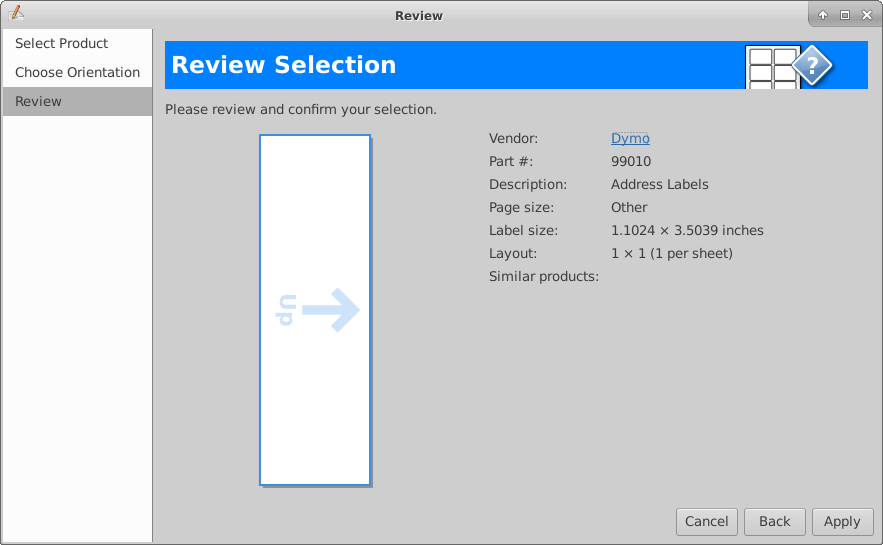 Review
Select Product
Choose Orientation
Review
Review Selection
?
Please review and confirm your selection.
Up
Vendor: Dymo
Part #: 99010
Description: Address Labels
Page size: Other
Label size: 1.1024 × 3.5039 inches
Layout: 1 × 1 (1 per sheet)
Similar products:
Cancel Back Apply